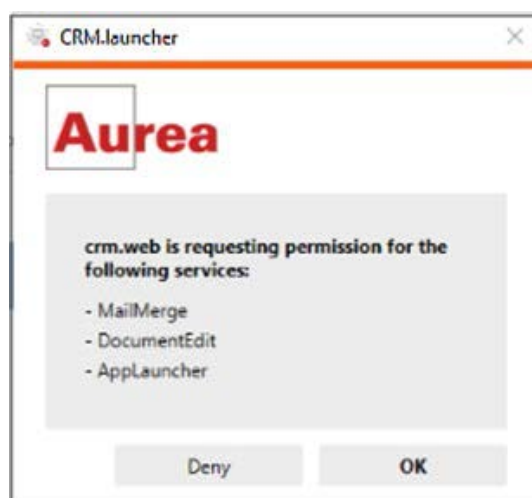 CRM.launcher
Aurea
crm.web is requesting permission for the
following services:
- MailMerge
- DocumentEdit
- AppLauncher
Deny OK